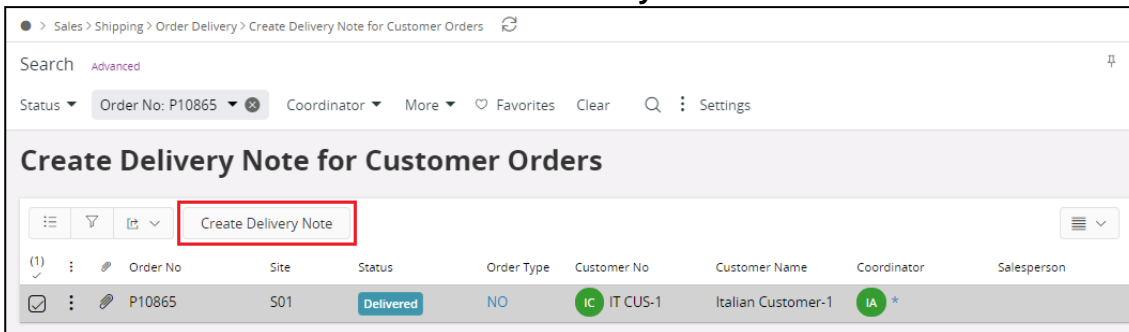 > Sales > Shipping > Order Delivery > Create Delivery Note for Customer Orders
Search Advanced
Status Order No: P10865 Coordinator More Favorites Clear Settings
Create Delivery Note for Customer Orders
Create Delivery Note
(1) Order No Site Status Order Type Customer No Customer Name Coordinator Salesperson
P10865 S01 Delivered NO IC IT CUS-1 Italian Customer-1 IA *